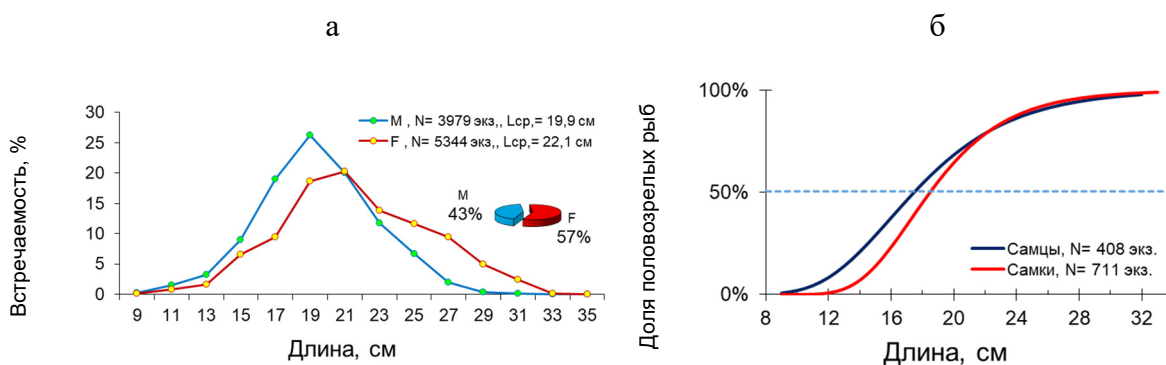 а
Встречаемость, %
30
25
20
15
10
5
0
М , N= 3979 экз,, Lср,= 19,9 см
F , N= 5344 экз,, Lср,= 22,1 см
М
43%
F
57%
9 11 13 15 17 19 21 23 25 27 29 31 33 35
Длина, см
б
Доля половозрелых рыб
100%
50%
0%
Самцы, N= 408 экз.
Самки, N= 711 экз.
8 12 16 20 24 28 32
Длина, см